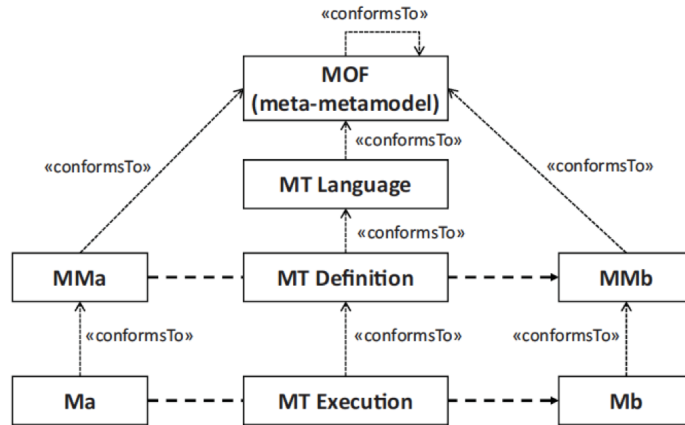 «conformsTo»
MOF
(meta-metamodel)
«conformsTo»
«conformsTo»
«conformsTo»
MT Language
«conformsTo»
MMa
MT Definition
MMb
«conformsTo»
«conformsTo»
«conformsTo»
Ma
MT Execution
Mb